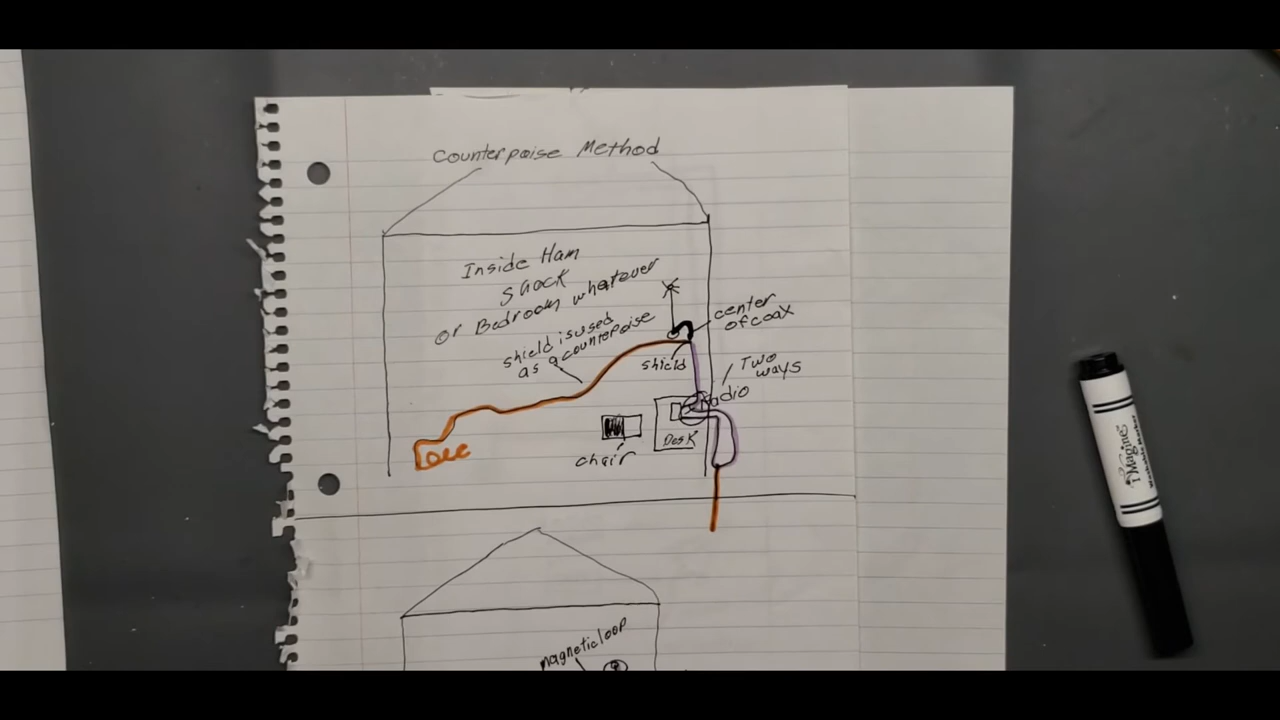 Counterpoise Method
Inside Ham
Shack
or Bedroom whatever
shield is used
as a counterpoise
center
of coax
shield
Two
ways
Radio
Desk
chair
magnetic loop
iMagine